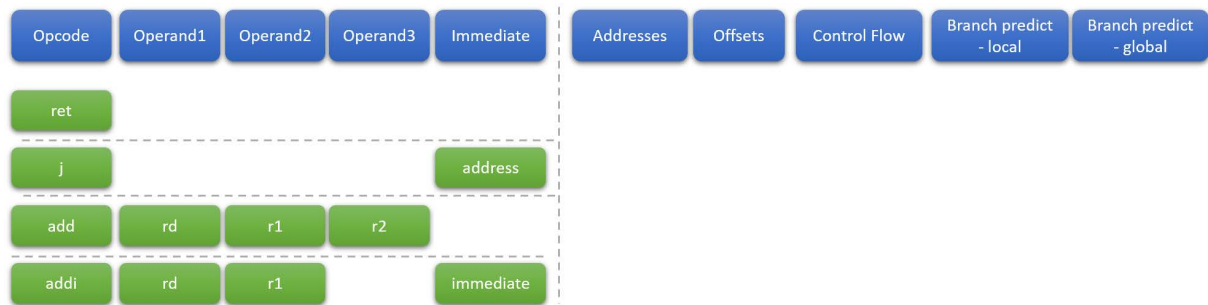 Opcode Operand1 Operand2 Operand3 Immediate Addresses Offsets Control Flow Branch predict - local Branch predict - global
ret
j address
add rd r1 r2
addi rd r1 immediate